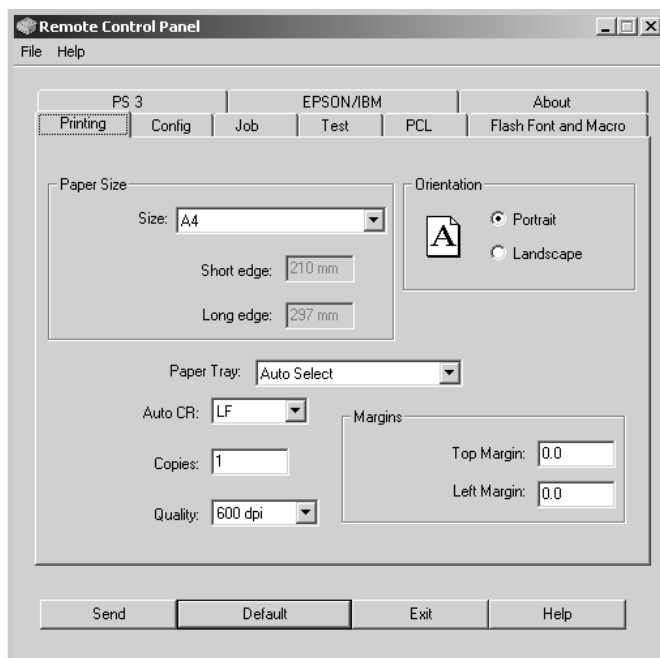 Remote Control Panel
File Help
PS 3 EPSON/IBM About
Printing Config Job Test PCL Flash Font and Macro
Paper Size
Size: A4
Short edge: 210 mm
Long edge: 297 mm
Orientation
A
Portrait
Landscape
Paper Tray: Auto Select
Auto CR: LF
Copies: 1
Quality: 600 dpi
Margins
Top Margin: 0.0
Left Margin: 0.0
Send Default Exit Help